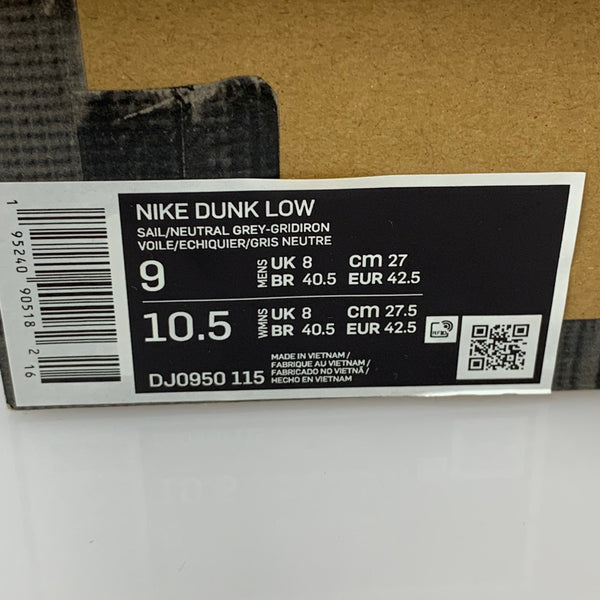 NIKE DUNK LOW
SAIL/NEUTRAL GREY-GRIDIRON
VOILE/ECHIQUIER/GRIS NEUTRE
9 MENS UK 8 cm 27
BR 40.5 EUR 42.5
10.5 WMNS UK 8 cm 27.5
BR 40.5 EUR 42.5
DJ0950 115
MADE IN VIETNAM /
FABRIQUE AU VIETNAM /
FABRICADO NO VIETNÃ /
HECHO EN VIETNAM
1 95240 90518 2 16